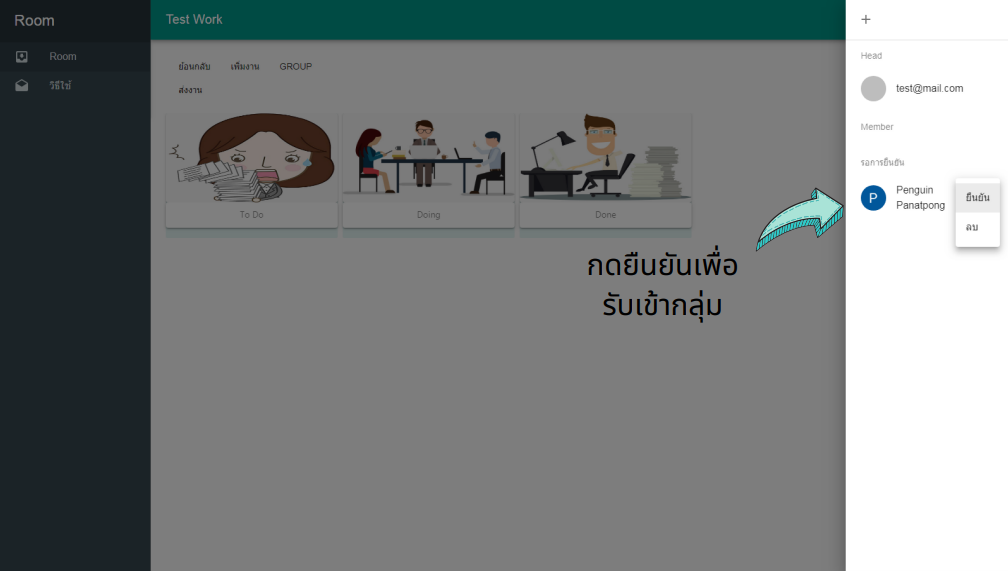 Room
Room
วิธีใช้
Test Work
ย้อนกลับ เพิ่มงาน GROUP
ส่งงาน
To Do Doing Done
กดยืนยันเพื่อ
รับเข้ากลุ่ม
+
Head
test@mail.com
Member
รอการยืนยัน
P
Penguin
Panatpong
ยืนยัน
ลบ